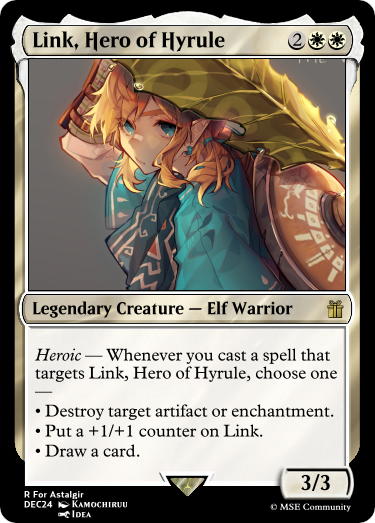 Link, Hero of Hyrule 2
Legendary Creature — Elf Warrior
Heroic — Whenever you cast a spell that
targets Link, Hero of Hyrule, choose one
—
• Destroy target artifact or enchantment.
• Put a +1/+1 counter on Link.
• Draw a card.
3/3
R For Astalgir
DEC24 Kamochiruu
Idea
© MSE Community